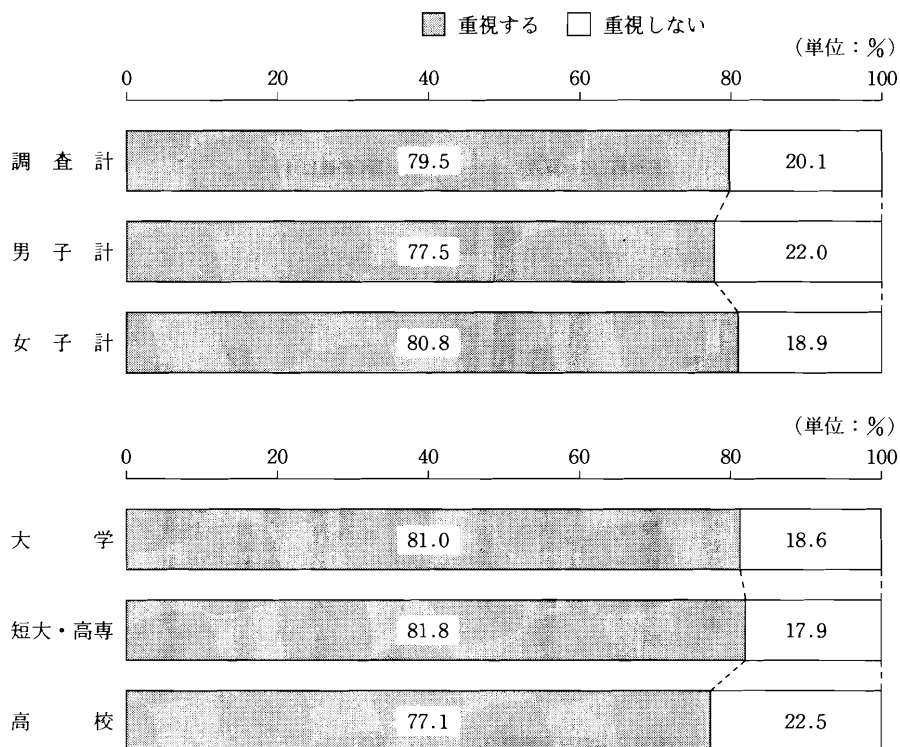 重視する 重視しない
(単位：%)
0 20 40 60 80 100
調査計 79.5 20.1
男子計 77.5 22.0
女子計 80.8 18.9
(単位：%)
0 20 40 60 80 100
大学 81.0 18.6
短大・高専 81.8 17.9
高校 77.1 22.5